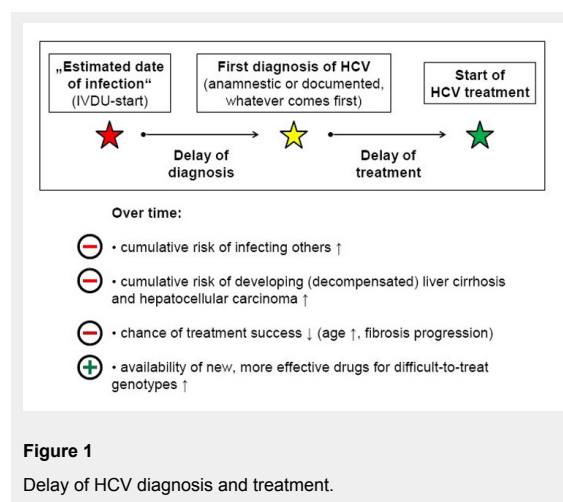 „Estimated date
of infection“
(IVDU-start)
First diagnosis of HCV
(anamnestic or documented,
whatever comes first)
Start of
HCV treatment
Delay of
diagnosis
Delay of
treatment
Over time:
• cumulative risk of infecting others ↑
• cumulative risk of developing (decompensated) liver cirrhosis
and hepatocellular carcinoma ↑
• chance of treatment success ↓ (age ↑, fibrosis progression)
• availability of new, more effective drugs for difficult-to-treat
genotypes ↑
Figure 1
Delay of HCV diagnosis and treatment.